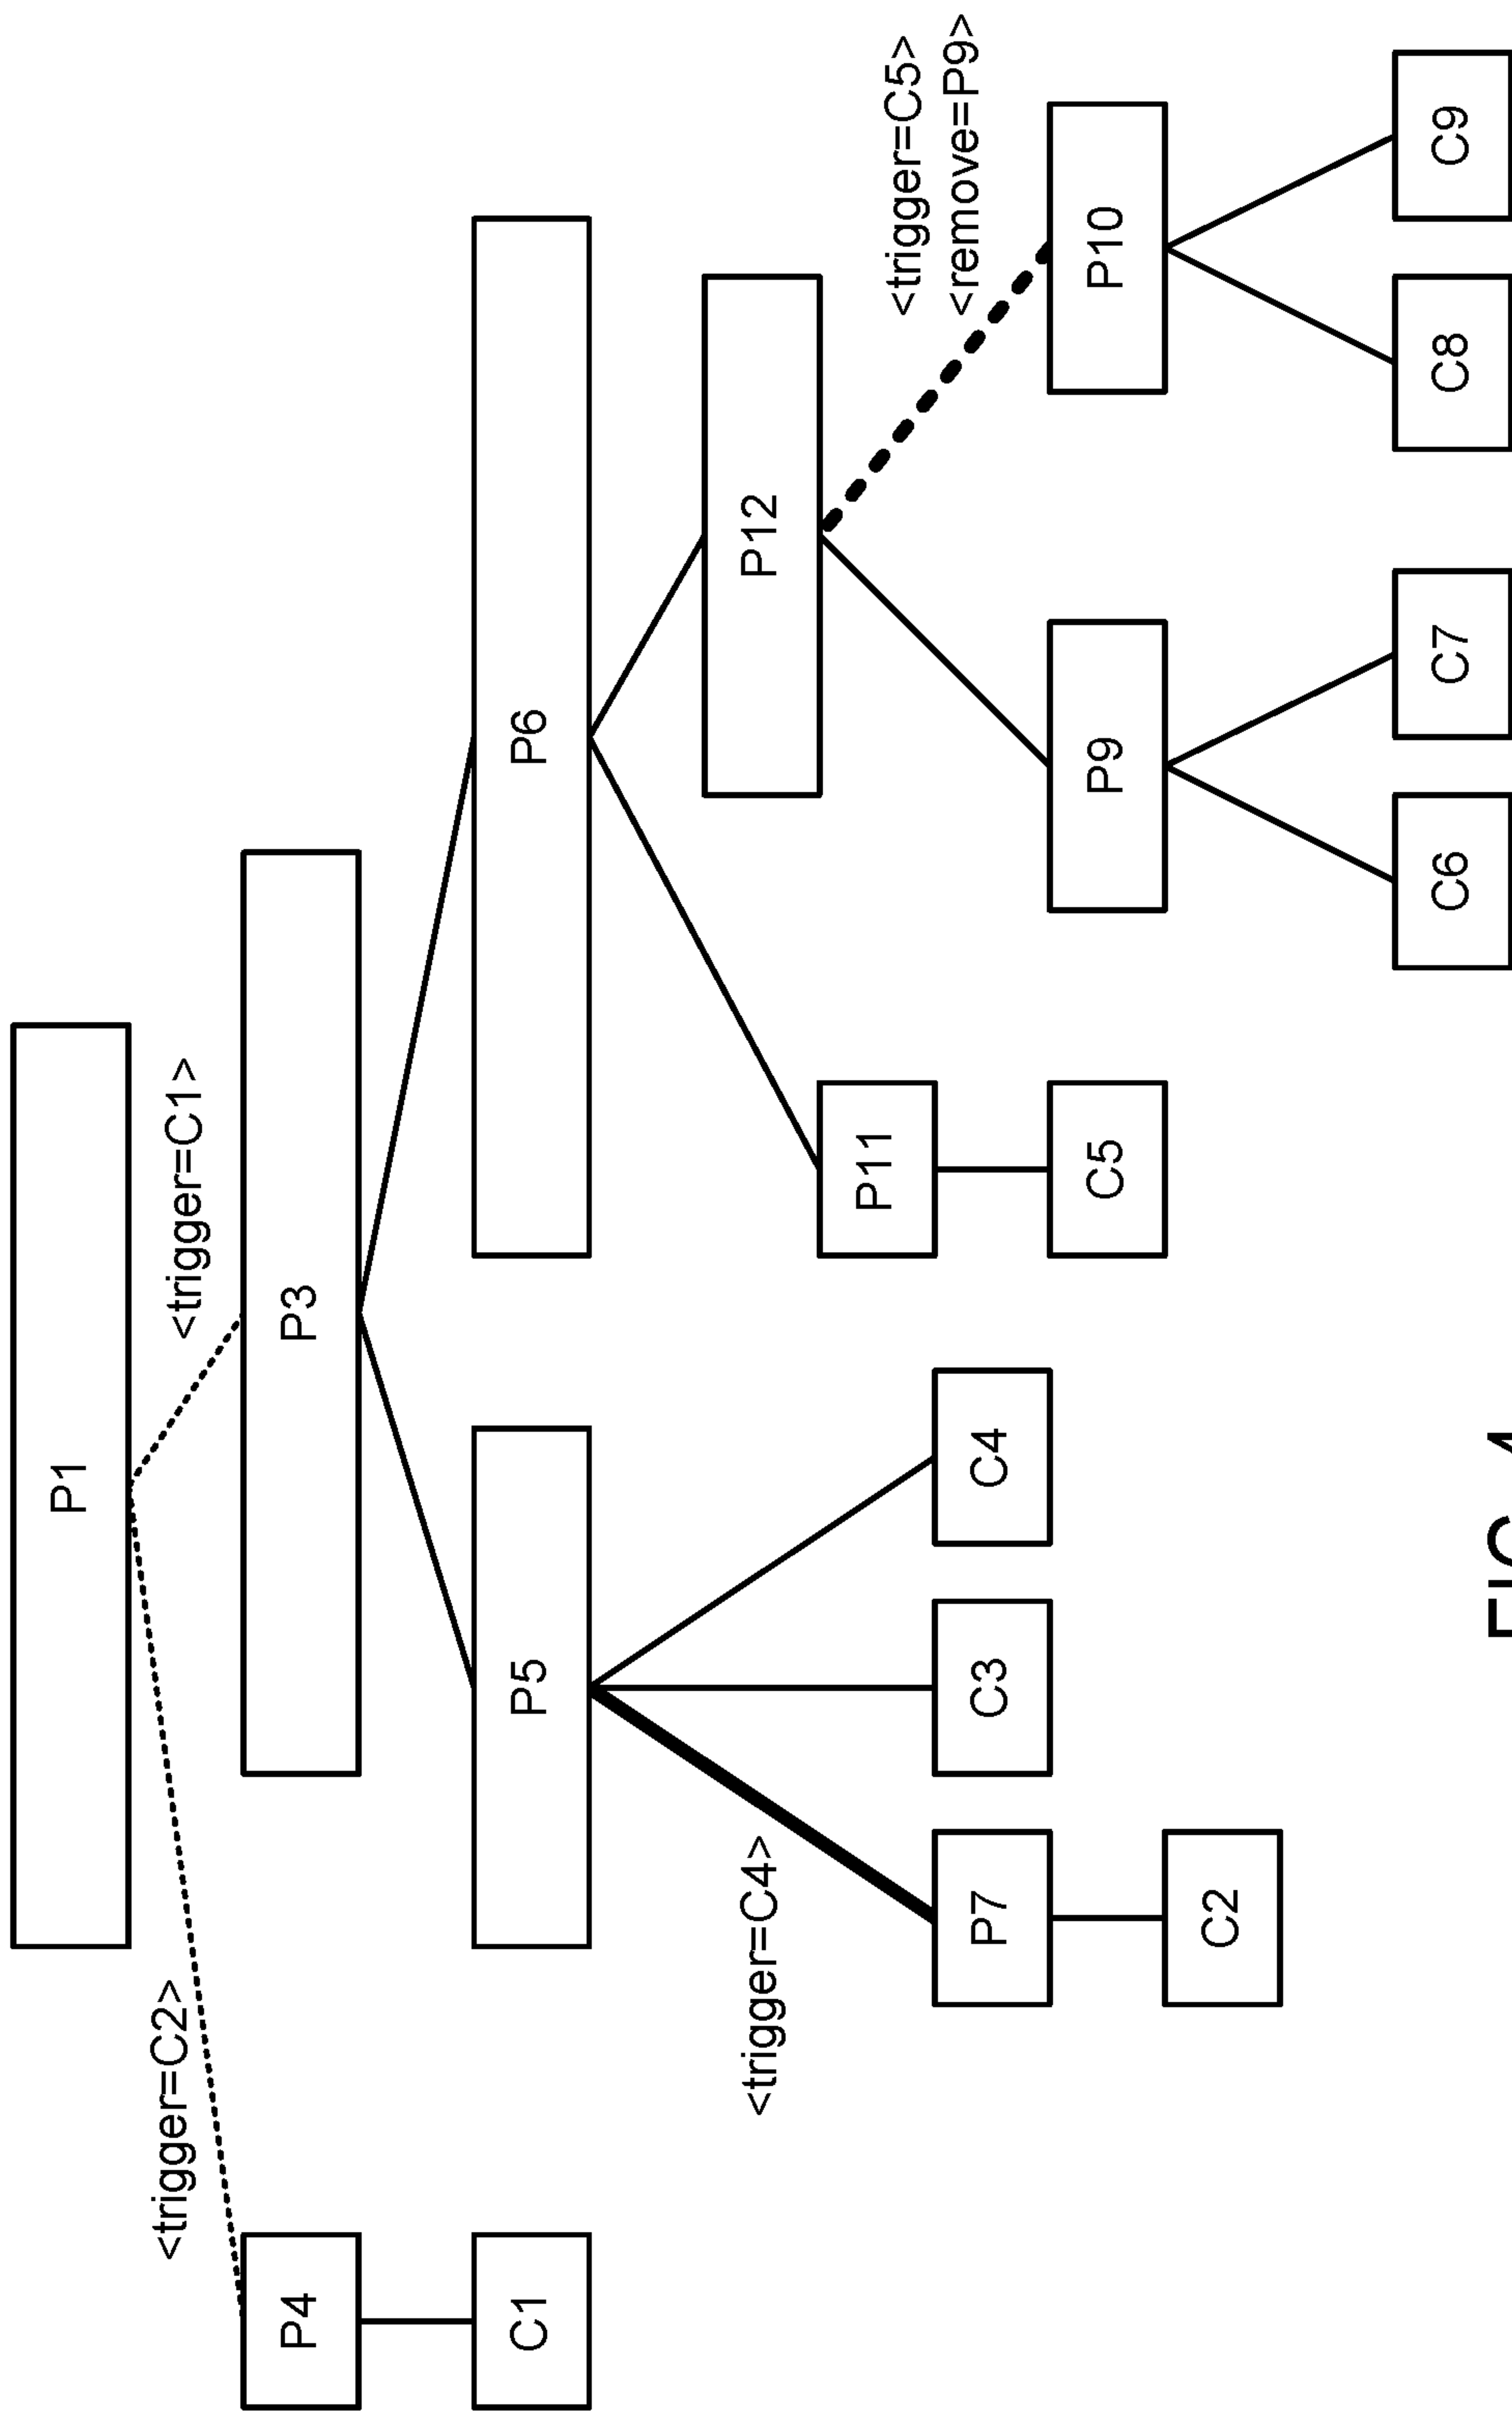 P1
<trigger=C2>
<trigger=C1>
P4
P3
C1
P5
P6
<trigger=C4>
P12
<trigger=C5>
<remove=P9>
P7
C3
C4
P11
C2
C5
P9
P10
C6
C7
C8
C9